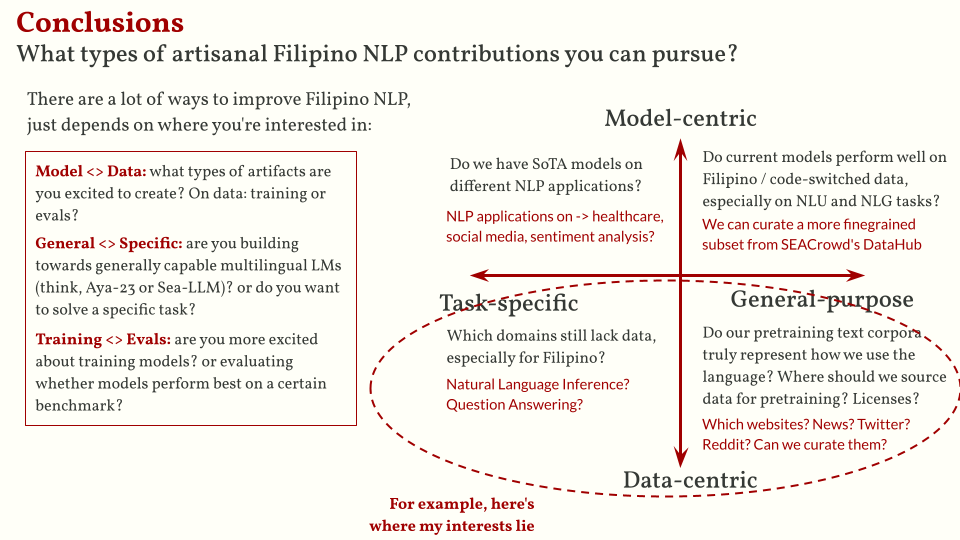 Conclusions
What types of artisanal Filipino NLP contributions you can pursue?
There are a lot of ways to improve Filipino NLP,
just depends on where you're interested in:
Model <> Data: what types of artifacts are
you excited to create? On data: training or
evals?
General <> Specific: are you building
towards generally capable multilingual LMs
(think, Aya-23 or Sea-LLM)? or do you want
to solve a specific task?
Training <> Evals: are you more excited
about training models? or evaluating
whether models perform best on a certain
benchmark?
Model-centric
Do we have SoTA models on
different NLP applications?
NLP applications on -> healthcare,
social media, sentiment analysis?
Do current models perform well on
Filipino / code-switched data,
especially on NLU and NLG tasks?
We can curate a more finegrained
subset from SEACrowd's DataHub
Task-specific
General-purpose
Which domains still lack data,
especially for Filipino?
Natural Language Inference?
Question Answering?
Do our pretraining text corpora
truly represent how we use the
language? Where should we source
data for pretraining? Licenses?
Which websites? News? Twitter?
Reddit? Can we curate them?
Data-centric
For example, here's
where my interests lie